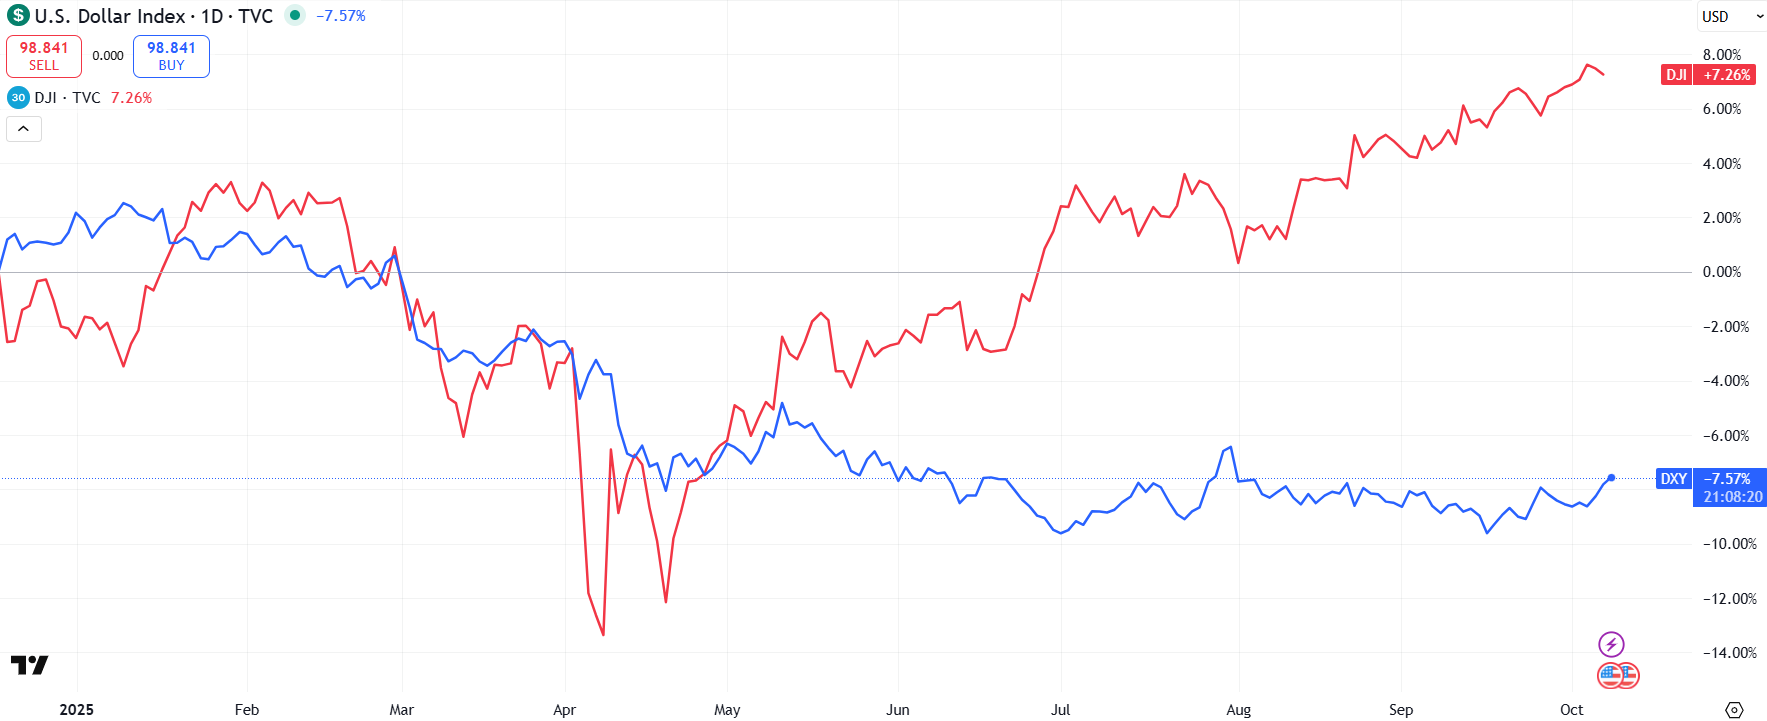 U.S. Dollar Index · 1D · TVC −7.57%
98.841 SELL 0.000 98.841 BUY
30 DJI · TVC 7.26%
USD
8.00%
DJI +7.26%
6.00%
4.00%
2.00%
0.00%
−2.00%
−4.00%
−6.00%
DXY −7.57%
21:08:20
−10.00%
−12.00%
−14.00%
2025 Feb Mar Apr May Jun Jul Aug Sep Oct